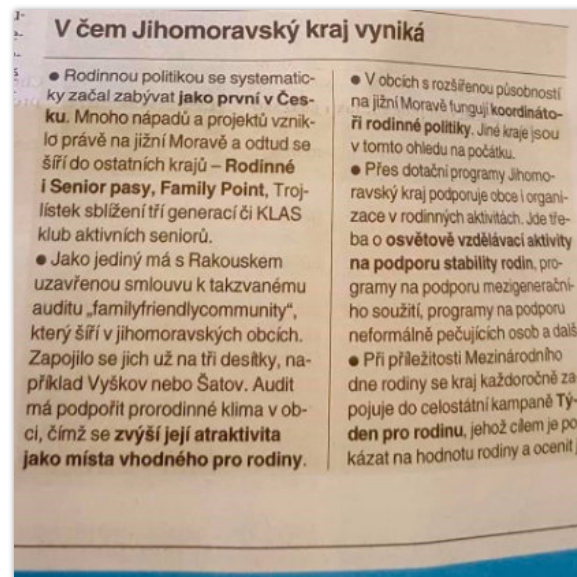 V čem Jihomoravský kraj vyniká
● Rodinnou politikou se systematic-
ky začal zabývat jako první v Čes-
ku. Mnoho nápadů a projektů vznik-
lo právě na jižní Moravě a odtud se
šíří do ostatních krajů – Rodinné
i Senior pasy, Family Point, Troj-
lístek sblížení tří generací či KLAS
klub aktivních seniorů.
● Jako jediný má s Rakouskem
uzavřenou smlouvu k takzvanému
auditu „familyfriendlycommunity“,
který šíří v jihomoravských obcích.
Zapojilo se jich už na tři desítky, na-
příklad Vyškov nebo Šatov. Audit
má podpořit prorodinné klima v ob-
ci, čímž se zvýší její atraktivita
jako místa vhodného pro rodiny.
● V obcích s rozšířenou působností
na jižní Moravě fungují koordináto-
ři rodinné politiky. Jiné kraje jsou
v tomto ohledu na počátku.
● Přes dotační programy Jihomo-
ravský kraj podporuje obce i organi-
zace v rodinných aktivitách. Jde tře-
ba o osvětově vzdělávací aktivity
na podporu stability rodin, pro-
gramy na podporu mezigenerační-
ho soužití, programy na podporu
neformálně pečujících osob a dalš
● Při příležitosti Mezinárodního
dne rodiny se kraj každoročně za-
pojuje do celostátní kampaně Tý-
den pro rodinu, jehož cílem je po
kázat na hodnotu rodiny a ocenit j